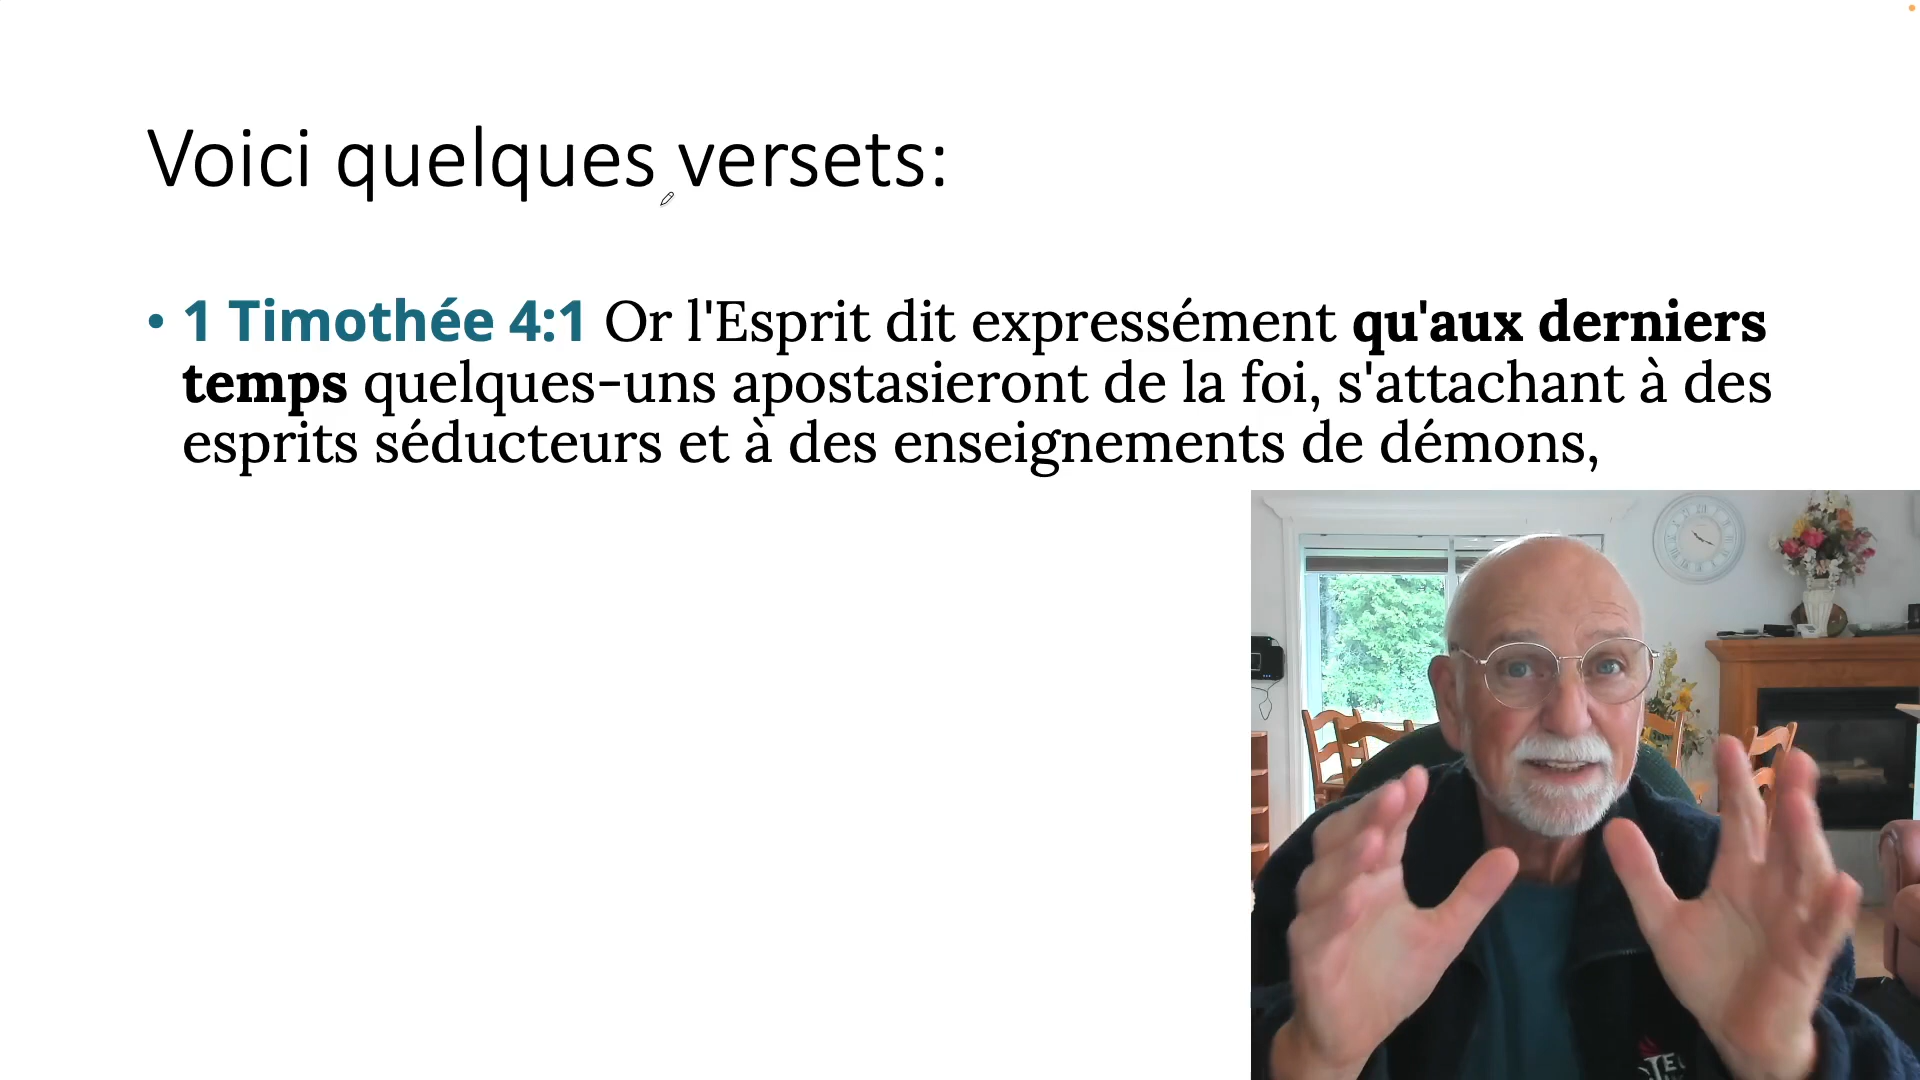 Voici quelques versets:
• 1 Timothée 4:1 Or l'Esprit dit expressément qu'aux derniers
temps quelques-uns apostasieront de la foi, s'attachant à des
esprits séducteurs et à des enseignements de démons,